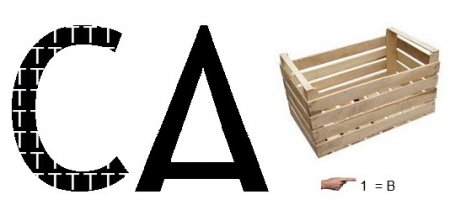 CA
1 = B